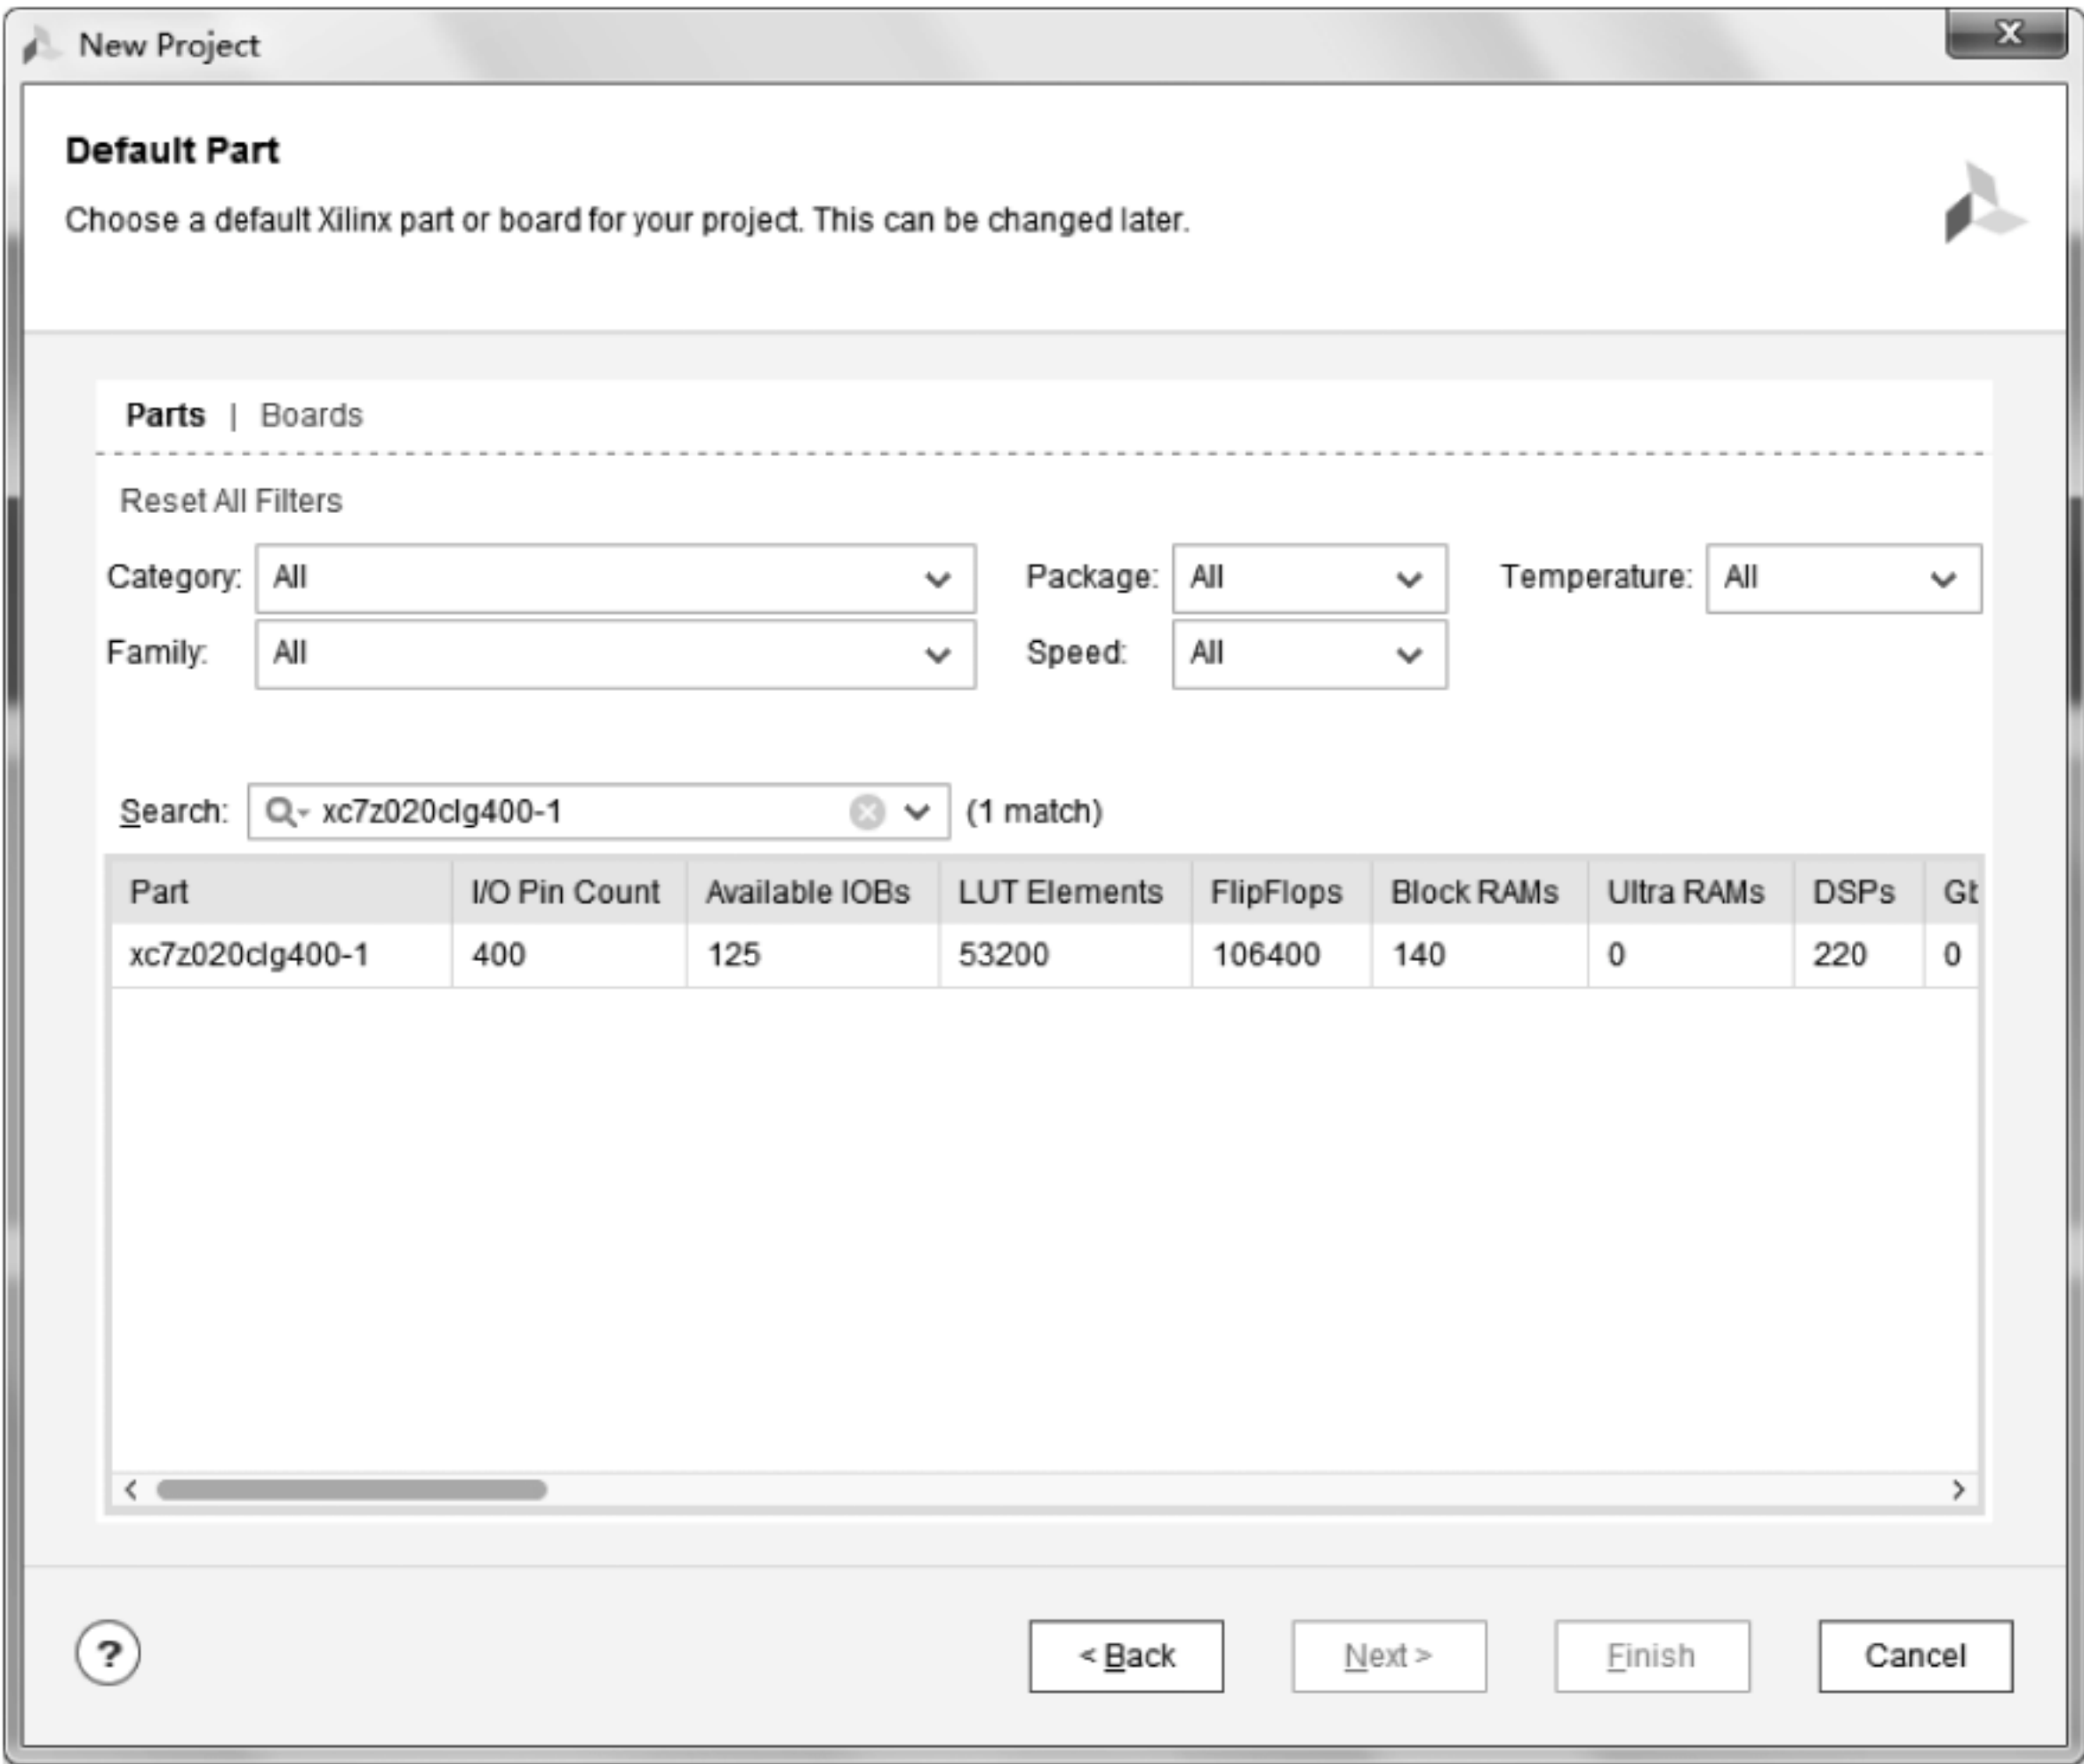 New Project
Default Part
Choose a default Xilinx part or board for your project. This can be changed later.
Parts | Boards
Reset All Filters
Category: All Package: All Temperature: All
Family: All Speed: All
Search: xc7z020clg400-1 (1 match)
Part I/O Pin Count Available IOBs LUT Elements FlipFlops Block RAMs Ultra RAMs DSPs
xc7z020clg400-1 400 125 53200 106400 140 0 220 0
? < Back Next > Finish Cancel